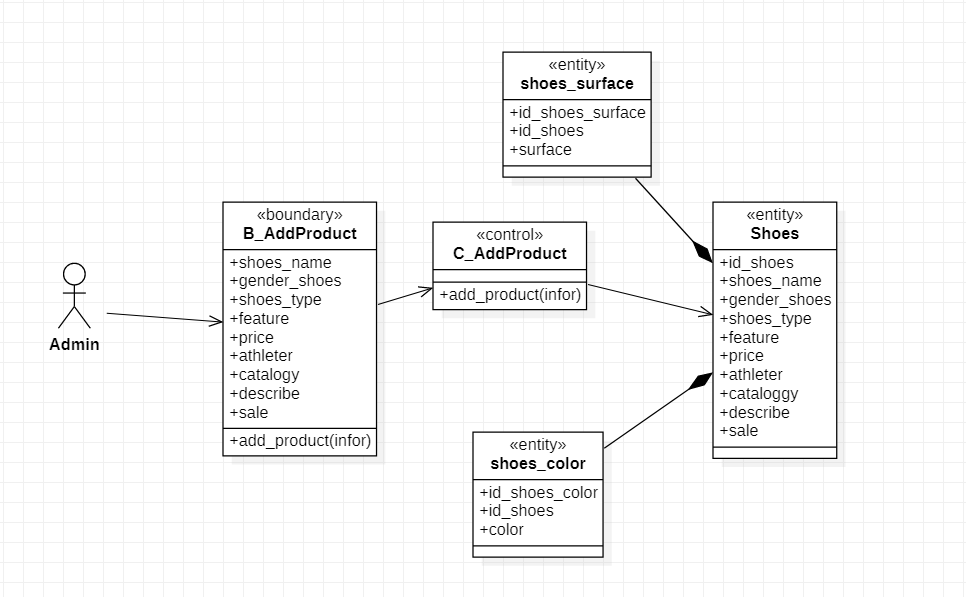 «entity»
shoes_surface
+id_shoes_surface
+id_shoes
+surface
«boundary»
B_AddProduct
+shoes_name
+gender_shoes
+shoes_type
+feature
+price
+athleter
+catalogy
+describe
+sale
+add_product(infor)
«control»
C_AddProduct
+add_product(infor)
«entity»
Shoes
+id_shoes
+shoes_name
+gender_shoes
+shoes_type
+feature
+price
+athleter
+cataloggy
+describe
+sale
Admin
«entity»
shoes_color
+id_shoes_color
+id_shoes
+color